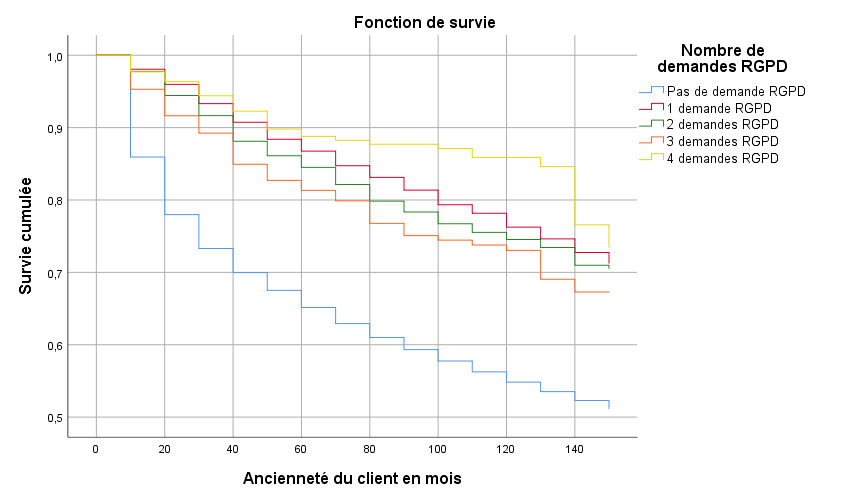 Fonction de survie
Nombre de
demandes RGPD
Pas de demande RGPD
1 demande RGPD
2 demandes RGPD
3 demandes RGPD
4 demandes RGPD
Survie cumulée
1,0
0,9
0,8
0,7
0,6
0,5
0 20 40 60 80 100 120 140
Ancienneté du client en mois